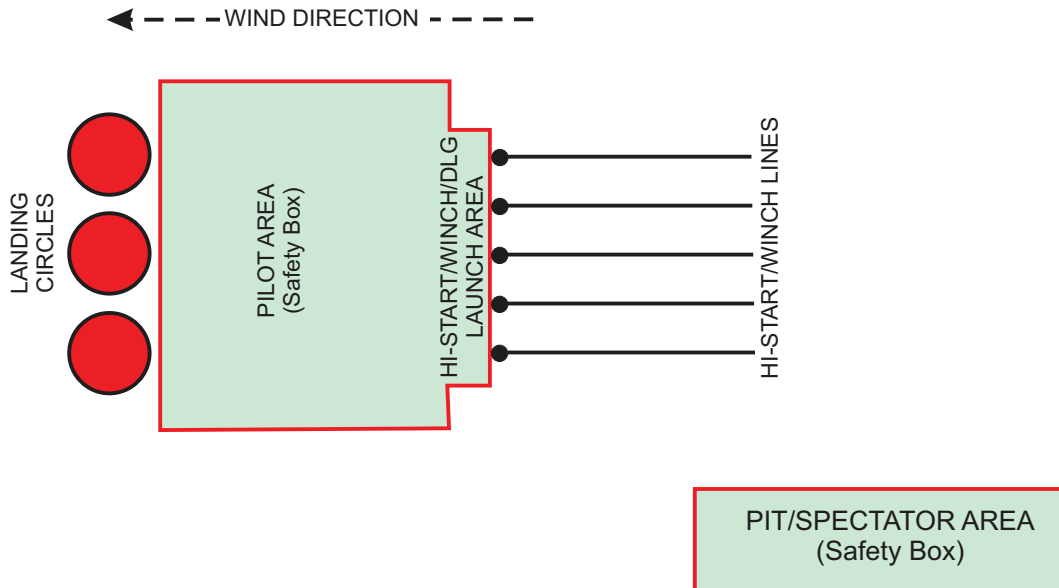 WIND DIRECTION
LANDING
CIRCLES
PILOT AREA
(Safety Box)
HI-START/WINCH/DLG
LAUNCH AREA
HI-START/WINCH LINES
PIT/SPECTATOR AREA
(Safety Box)